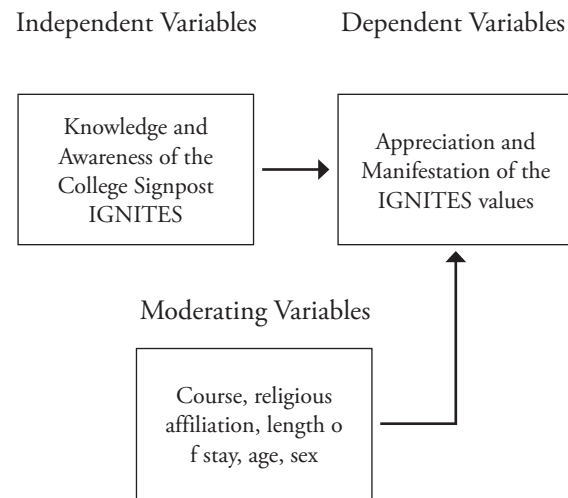 Independent Variables
Dependent Variables
Knowledge and
Awareness of the
College Signpost
IGNITES
Appreciation and
Manifestation of the
IGNITES values
Moderating Variables
Course, religious
affiliation, length o
f stay, age, sex